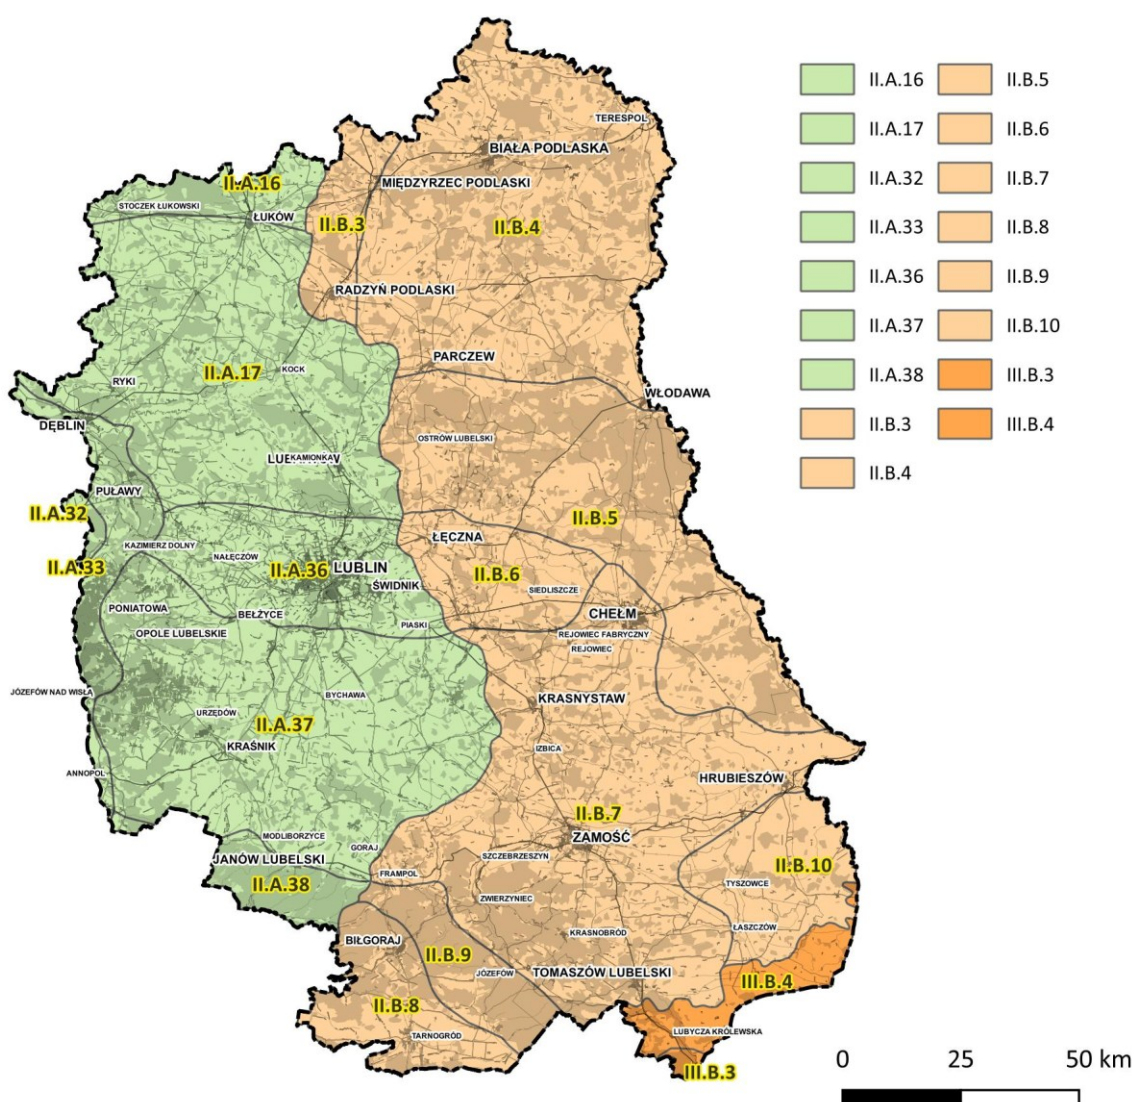 TERESPOL
II.A.16 II.B.5
BIAŁA PODLASKA
II.A.17 II.B.6
II.A.16
MIĘDZYRZEC PODLASKI
II.A.32 II.B.7
STOCZEK ŁUKOWSKI
ŁUKÓW
II.B.3
II.B.4
II.A.33 II.B.8
II.A.36 II.B.9
RADZYŃ PODLASKI
II.A.37 II.B.10
PARCZEW
II.A.17
KOCK
II.A.38 III.B.3
RYKI
WŁODAWA
DĘBLIN
II.B.3 III.B.4
OSTRÓW LUBELSKI
KAMIONKA
II.B.4
PUŁAWY
II.A.32
II.B.5
ŁĘCZNA
KAZIMIERZ DOLNY
NAŁĘCZÓW
II.A.33
II.A.36
LUBLIN
II.B.6
ŚWIDNIK
SIEDLISZCZE
PONIATOWA
BEŁŻYCE
CHEŁM
PIASKI
OPOLE LUBELSKIE
REJOWIEC FABRYCZNY
REJOWIEC
JÓZEFÓW NAD WISŁĄ
BYCHAWA
KRASNYSTAW
URZĘDÓW
II.A.37
KRAŚNIK
IZBICA
ANNOPOL
HRUBIESZÓW
II.B.7
MODLIBORZYCE
ZAMOŚĆ
GORAJ
JANÓW LUBELSKI
SZCZEBRZESZYN
II.B.10
FRAMPOL
II.A.38
TYSZOWCE
ZWIERZYNIEC
ŁASZCZÓW
KRASNOBRÓD
BIŁGORAJ
II.B.9
JÓZEFÓW
TOMASZÓW LUBELSKI
III.B.4
II.B.8
LUBYCZA KRÓLEWSKA
TARNOGRÓD
0 25 50 km
III.B.3